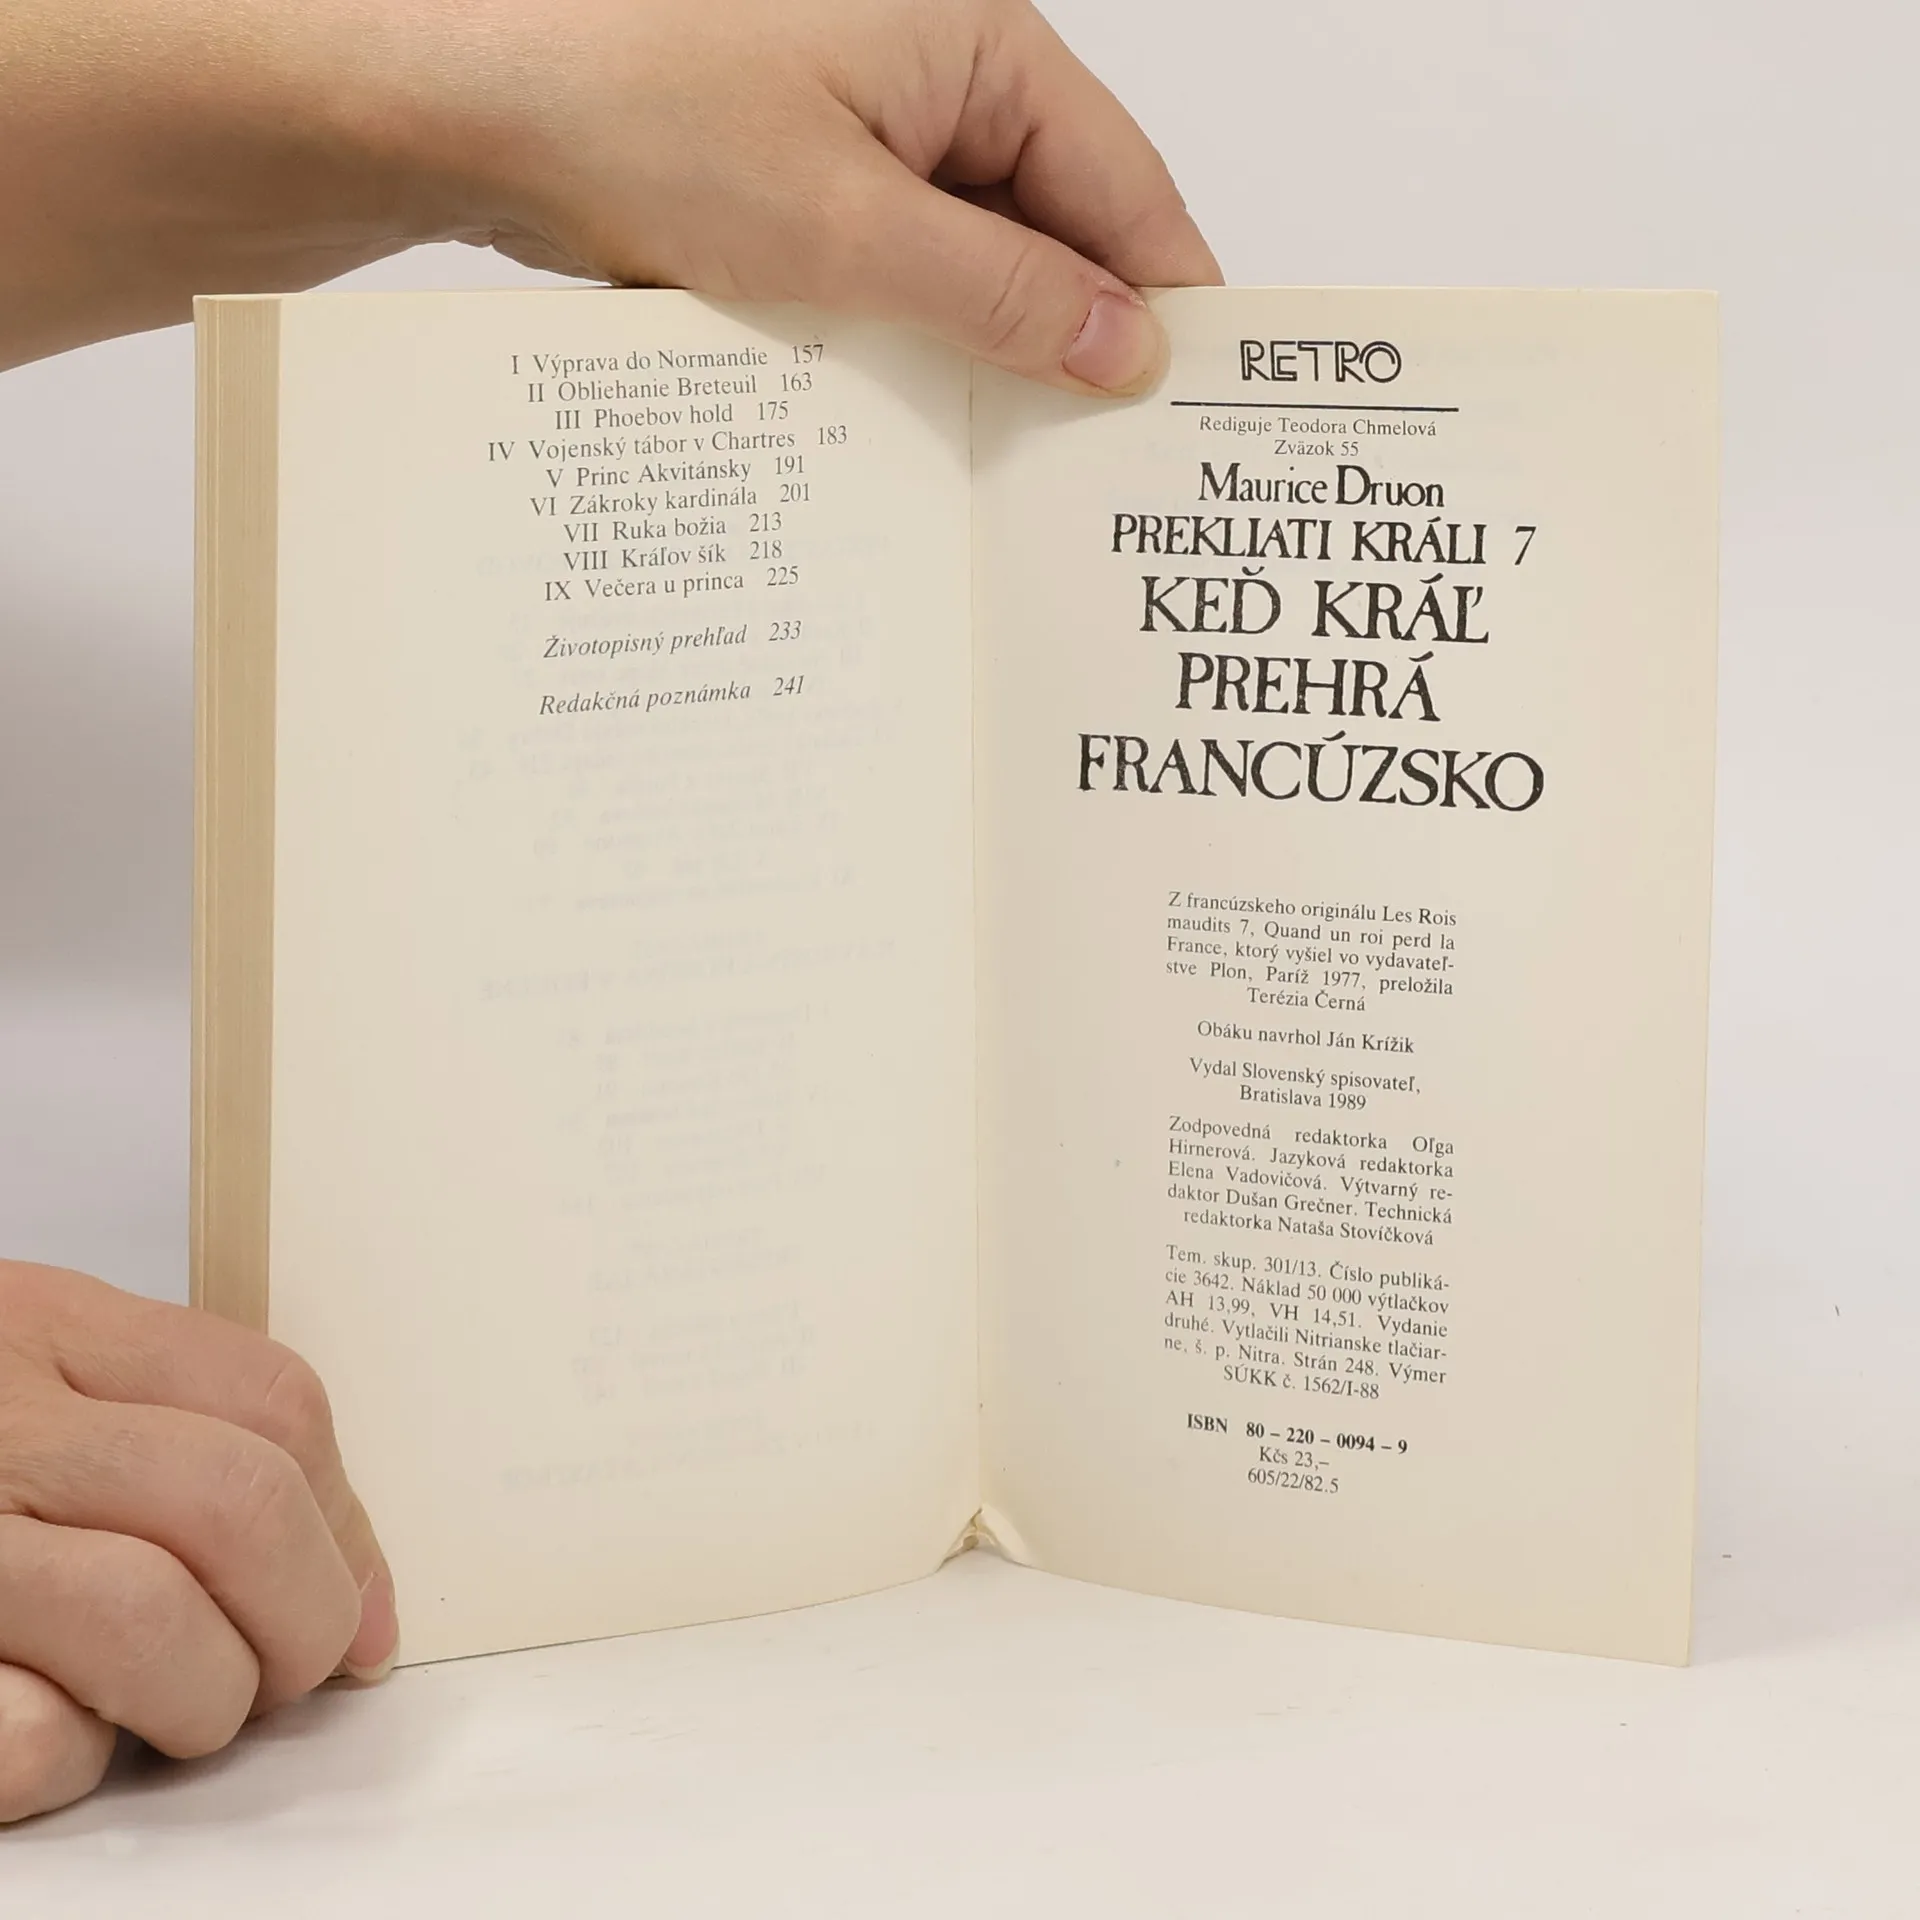 I Výprava do Normandie 157
II Obliehanie Breteuil 163
III Phoebov hold 175
IV Vojenský tábor v Chartres 183
V Princ Akvitánsky 191
VI Zákroky kardinála 201
VII Ruka božia 213
VIII Kráľov šík 218
IX Večera u princa 225
Životopisný prehľad 233
Redakčná poznámka 241
RETRO
Rediguje Teodora Chmelová
Zväzok 55
Maurice Druon
PREKLIATI KRÁLI 7
KEĎ KRÁĽ
PREHRÁ
FRANCÚZSKO
Z francúzskeho originálu Les Rois
maudits 7, Quand un roi perd la
France, ktorý vyšiel vo vydavateľ-
stve Plon, Paríž 1977, preložila
Terézia Černá
Obáku navrhol Ján Krížik
Vydal Slovenský spisovateľ,
Bratislava 1989
Zodpovedná redaktorka Oľga
Hirnerová. Jazyková redaktorka
Elena Vadovičová. Výtvarný re-
daktor Dušan Grečner. Technická
redaktorka Nataša Stovíčková
Tem. skup. 301/13. Číslo publiká-
cie 3642. Náklad 50 000 výtlačkov
AH 13,99, VH 14,51. Vydanie
druhé. Vytlačili Nitrianske tlačiar-
ne, š. p. Nitra. Strán 248. Výmer
SÚKK č. 1562/I-88
ISBN 80 – 220 – 0094 – 9
Kčs 23,–
605/22/82.5